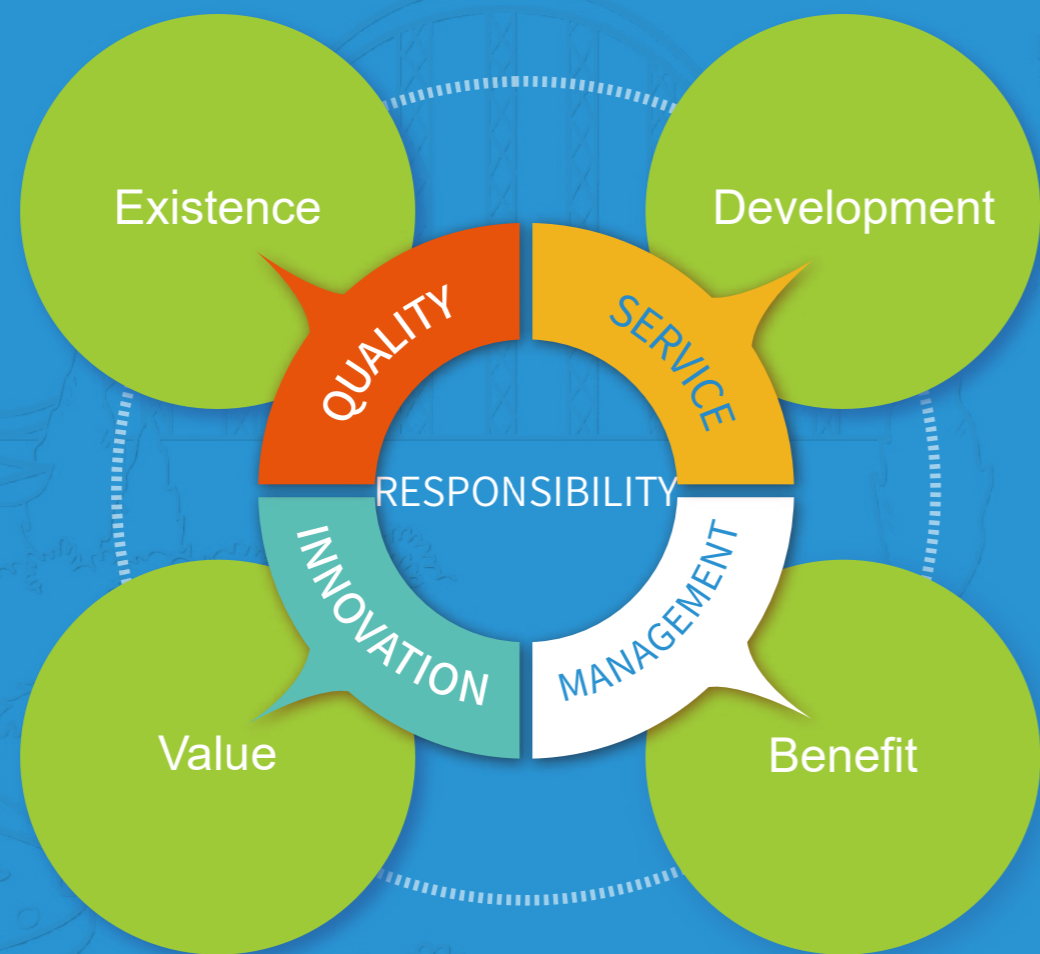 Existence
Development
QUALITY
SERVICE
RESPONSIBILITY
INNOVATION
MANAGEMENT
Value
Benefit